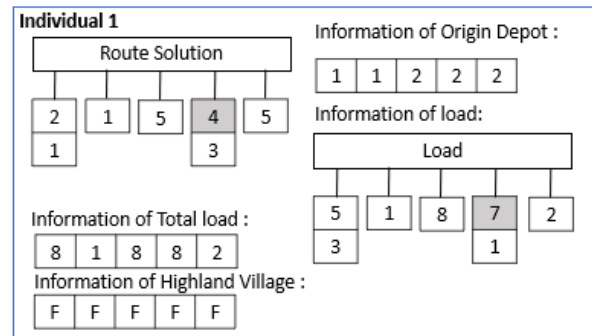 Individual 1
Route Solution
2 1 5 4 5
1 3
Information of Origin Depot :
1 1 2 2 2
Information of load:
Load
5 1 8 7 2
3 1
Information of Total load :
8 1 8 8 2
Information of Highland Village :
F F F F F